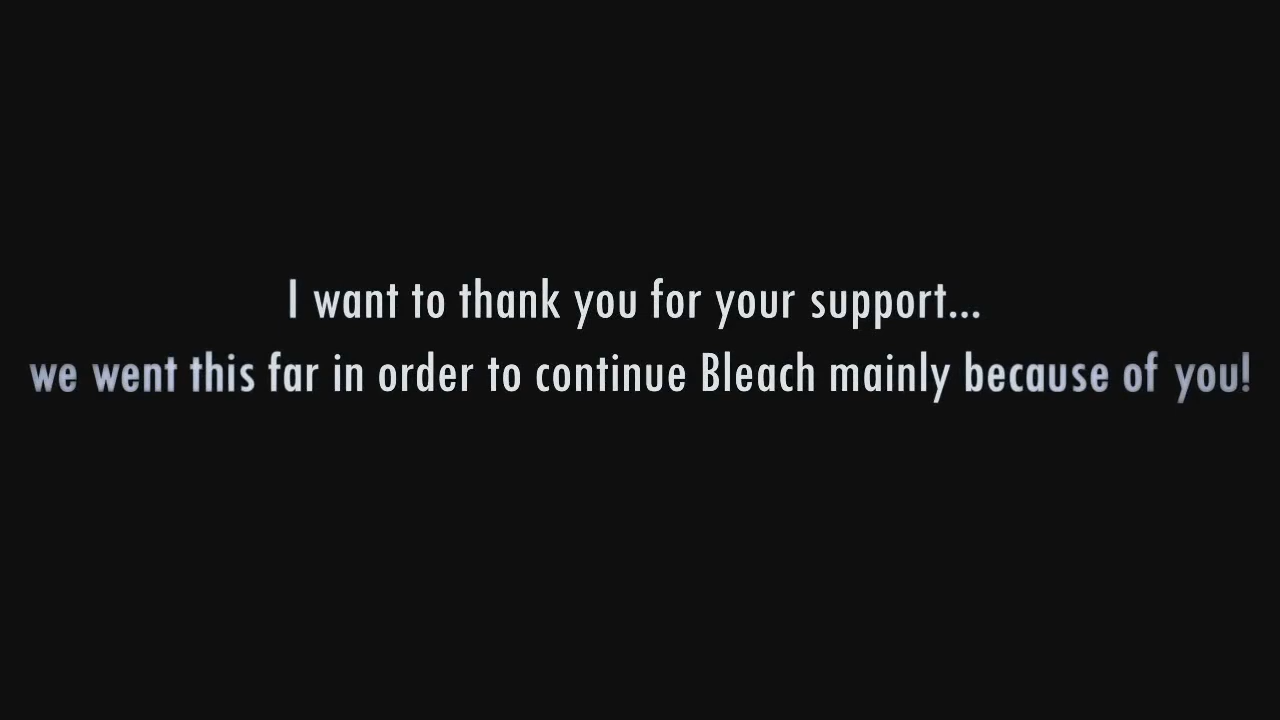 I want to thank you for your support...
we went this far in order to continue Bleach mainly because of you!